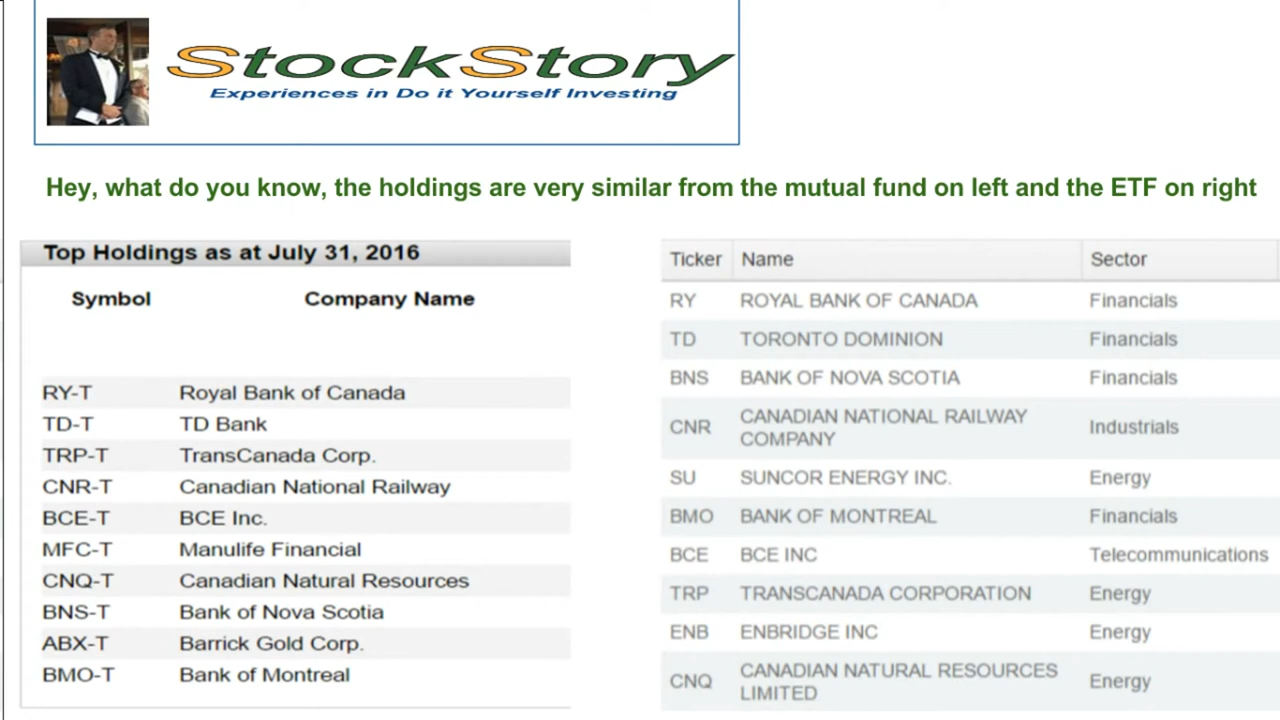 StockStory
Experiences in Do it Yourself Investing
Hey, what do you know, the holdings are very similar from the mutual fund on left and the ETF on right
Top Holdings as at July 31, 2016
Symbol Company Name
RY-T Royal Bank of Canada
TD-T TD Bank
TRP-T TransCanada Corp.
CNR-T Canadian National Railway
BCE-T BCE Inc.
MFC-T Manulife Financial
CNQ-T Canadian Natural Resources
BNS-T Bank of Nova Scotia
ABX-T Barrick Gold Corp.
BMO-T Bank of Montreal
Ticker Name Sector
RY ROYAL BANK OF CANADA Financials
TD TORONTO DOMINION Financials
BNS BANK OF NOVA SCOTIA Financials
CNR CANADIAN NATIONAL RAILWAY
COMPANY Industrials
SU SUNCOR ENERGY INC. Energy
BMO BANK OF MONTREAL Financials
BCE BCE INC Telecommunications
TRP TRANSCANADA CORPORATION Energy
ENB ENBRIDGE INC Energy
CNQ CANADIAN NATURAL RESOURCES
LIMITED Energy